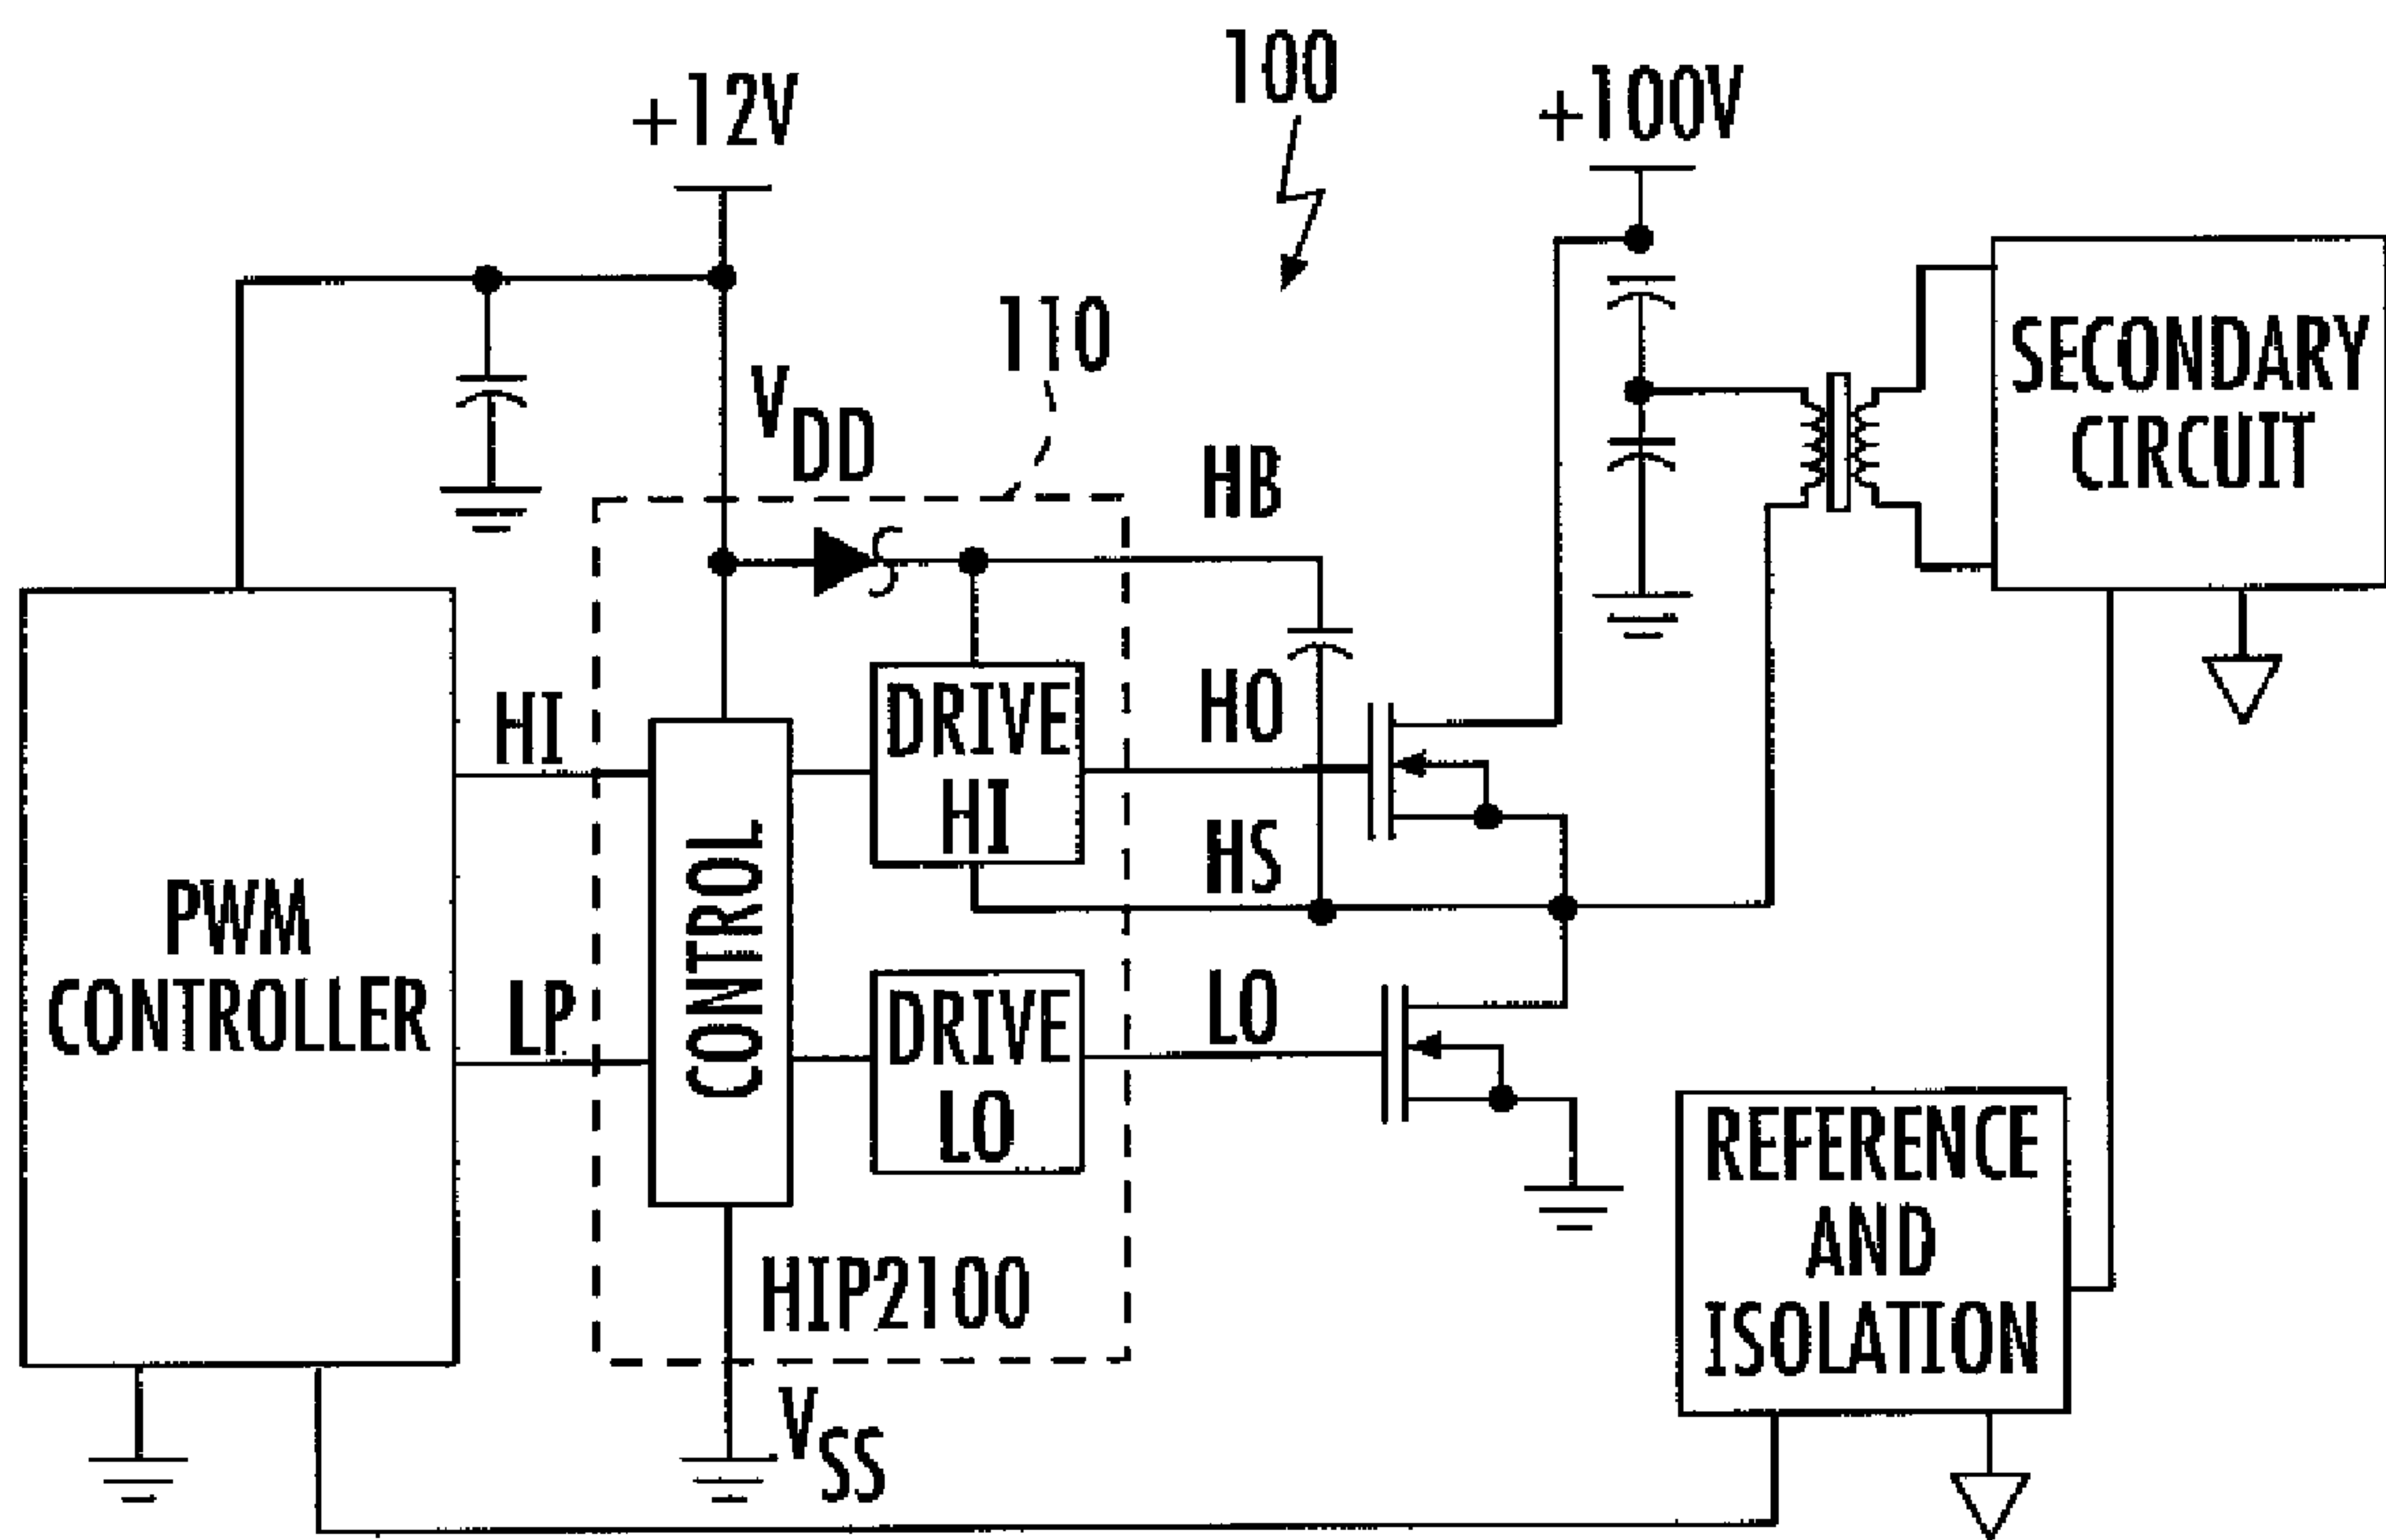 100
+12V
+100V
110
VDD
HB
SECONDARY
CIRCUIT
HI
DRIVE
HI
HO
HS
CONTROL
PWM
CONTROLLER
LP
DRIVE
LO
LO
REFERENCE
AND
ISOLATION
HIP2100
VSS